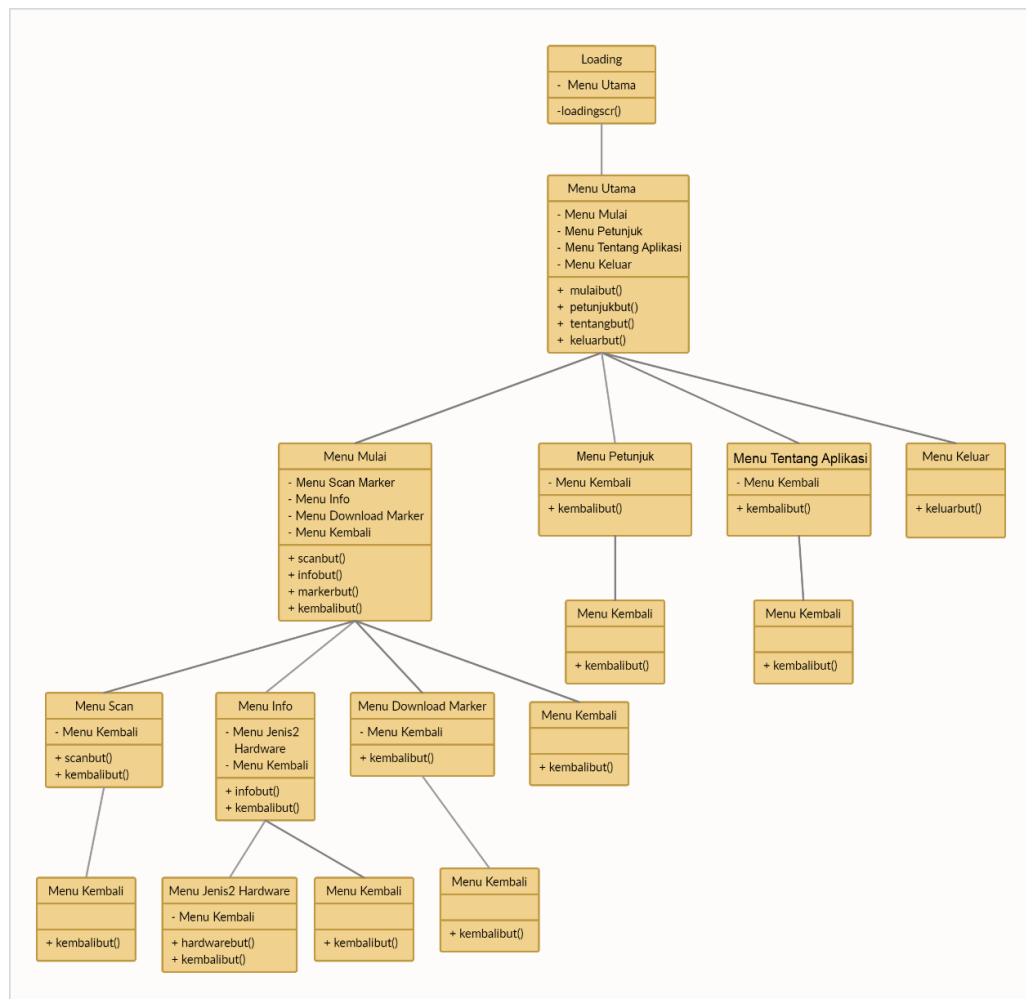 Loading
- Menu Utama
-loadingscr()
Menu Utama
- Menu Mulai
- Menu Petunjuk
- Menu Tentang Aplikasi
- Menu Keluar
+ mulaibut()
+ petunjukbut()
+ tentangbut()
+ keluarbut()
Menu Mulai
- Menu Scan Marker
- Menu Info
- Menu Download Marker
- Menu Kembali
+ scanbut()
+ infobut()
+ markerbut()
+ kembalibut()
Menu Petunjuk
- Menu Kembali
+ kembalibut()
Menu Tentang Aplikasi
- Menu Kembali
+ kembalibut()
Menu Keluar
+ keluarbut()
Menu Kembali
+ kembalibut()
Menu Kembali
+ kembalibut()
Menu Scan
- Menu Kembali
+ scanbut()
+ kembalibut()
Menu Info
- Menu Jenis2
Hardware
- Menu Kembali
+ infobut()
+ kembalibut()
Menu Download Marker
- Menu Kembali
+ kembalibut()
Menu Kembali
+ kembalibut()
Menu Kembali
+ kembalibut()
Menu Jenis2 Hardware
- Menu Kembali
+ hardwarebut()
+ kembalibut()
Menu Kembali
+ kembalibut()
Menu Kembali
+ kembalibut()